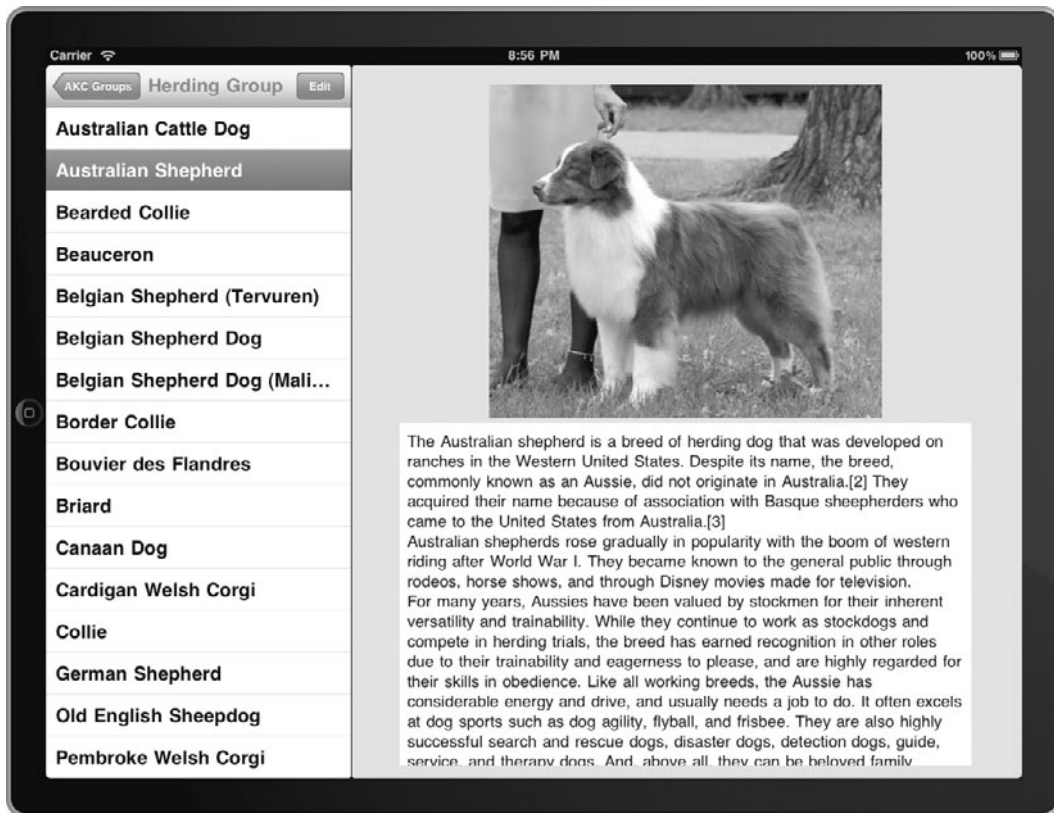 Carrier
8:56 PM
100%
AKC Groups
Herding Group
Edit
Australian Cattle Dog
Australian Shepherd
Bearded Collie
Beauceron
Belgian Shepherd (Tervuren)
Belgian Shepherd Dog
Belgian Shepherd Dog (Mali...
Border Collie
Bouvier des Flandres
Briard
Canaan Dog
Cardigan Welsh Corgi
Collie
German Shepherd
Old English Sheepdog
Pembroke Welsh Corgi
The Australian shepherd is a breed of herding dog that was developed on
ranches in the Western United States. Despite its name, the breed,
commonly known as an Aussie, did not originate in Australia.[2] They
acquired their name because of association with Basque sheepherders who
came to the United States from Australia.[3]
Australian shepherds rose gradually in popularity with the boom of western
riding after World War I. They became known to the general public through
rodeos, horse shows, and through Disney movies made for television.
For many years, Aussies have been valued by stockmen for their inherent
versatility and trainability. While they continue to work as stockdogs and
compete in herding trials, the breed has earned recognition in other roles
due to their trainability and eagerness to please, and are highly regarded for
their skills in obedience. Like all working breeds, the Aussie has
considerable energy and drive, and usually needs a job to do. It often excels
at dog sports such as dog agility, flyball, and frisbee. They are also highly
successful search and rescue dogs, disaster dogs, detection dogs, guide,
service, and therapy dogs. And, above all, they can be beloved family